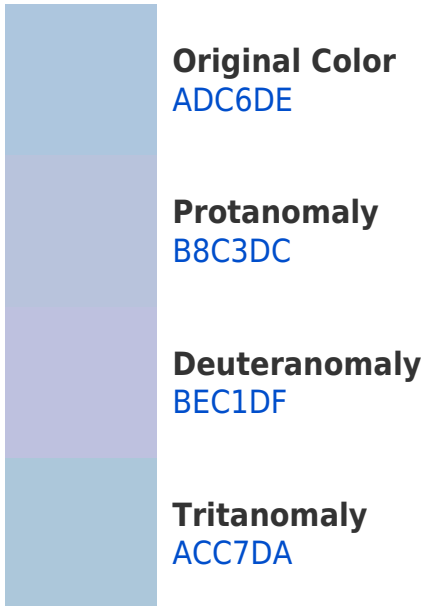 Original Color
ADC6DE
Protanomaly
B8C3DC
Deuteranomaly
BEC1DF
Tritanomaly
ACC7DA